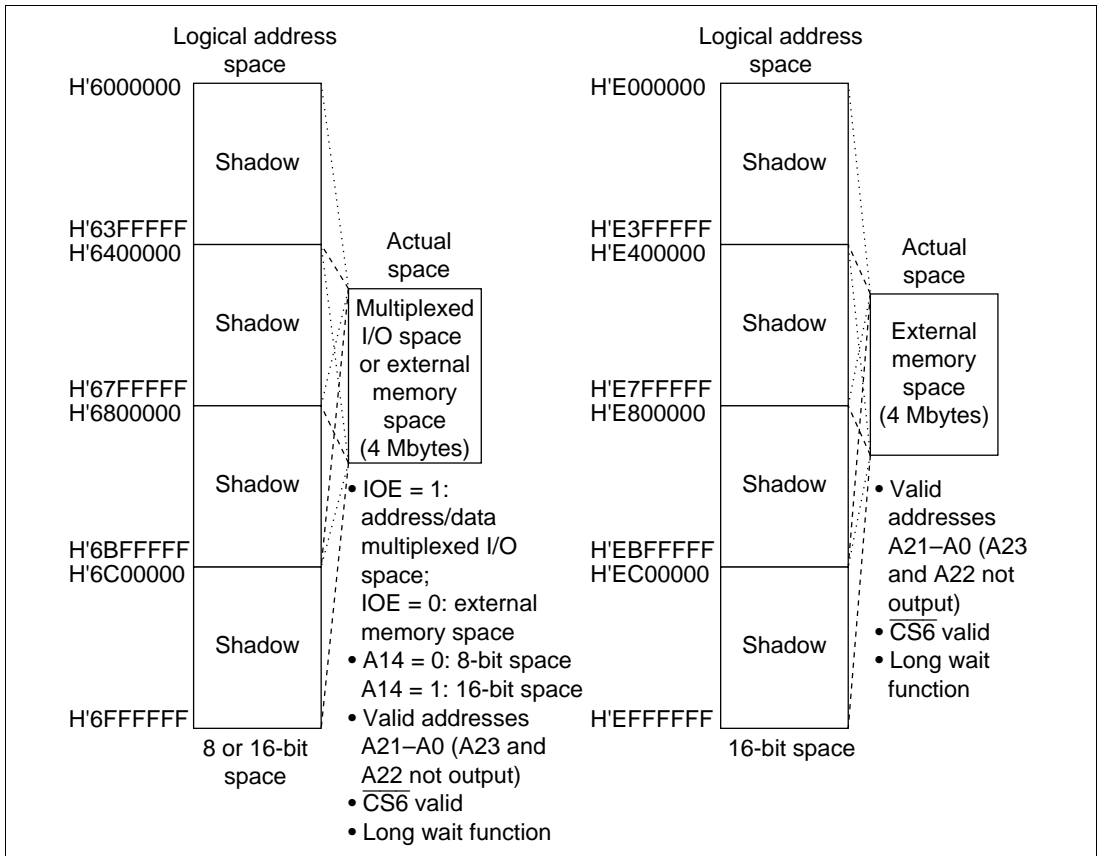 Logical address
space
H'6000000
Shadow
H'63FFFFF
H'6400000
Shadow
H'67FFFFF
H'6800000
Shadow
H'6BFFFFF
H'6C00000
Shadow
H'6FFFFFF
8 or 16-bit
space
Actual
space
Multiplexed
I/O space
or external
memory
space
(4 Mbytes)
• IOE = 1:
address/data
multiplexed I/O
space;
IOE = 0: external
memory space
• A14 = 0: 8-bit space
A14 = 1: 16-bit space
• Valid addresses
A21–A0 (A23 and
A22 not output)
• C̅S̅6̅ valid
• Long wait function
Logical address
space
H'E000000
Shadow
H'E3FFFFF
H'E400000
Shadow
H'E7FFFFF
H'E800000
Shadow
H'EBFFFFF
H'EC00000
Shadow
H'EFFFFFF
16-bit space
Actual
space
External
memory
space
(4 Mbytes)
• Valid
addresses
A21–A0 (A23
and A22 not
output)
• C̅S̅6̅ valid
• Long wait
function